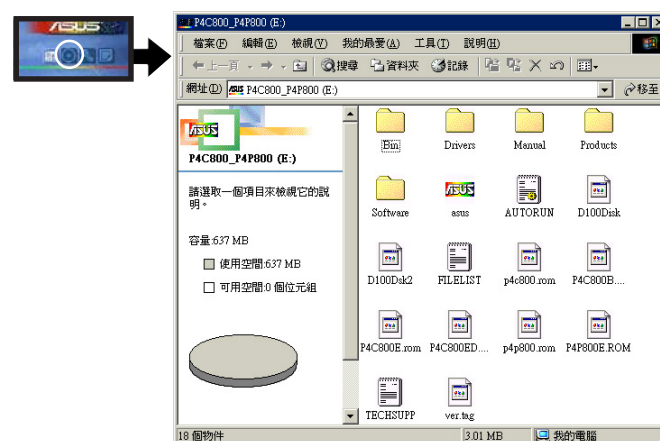 ASUS
P4C800_P4P800 (E:)
檔案(F) 編輯(E) 檢視(V) 我的最愛(A) 工具(T) 說明(H)
上一頁 搜尋 資料夾 記錄
網址(D) P4C800_P4P800 (E:) 移至
ASUS
P4C800_P4P800 (E:)
請選取一個項目來檢視它的說
明。
容量:637 MB
使用空間:637 MB
可用空間:0 個位元組
Bin Drivers Manual Products
Software asus AUTORUN D100Disk
D100Dsk2 FILELIST p4c800.rom P4C800B....
P4C800E.rom P4C800ED.... p4p800.rom P4P800E.ROM
TECHSUPP ver.tag
18 個物件 3.01 MB 我的電腦